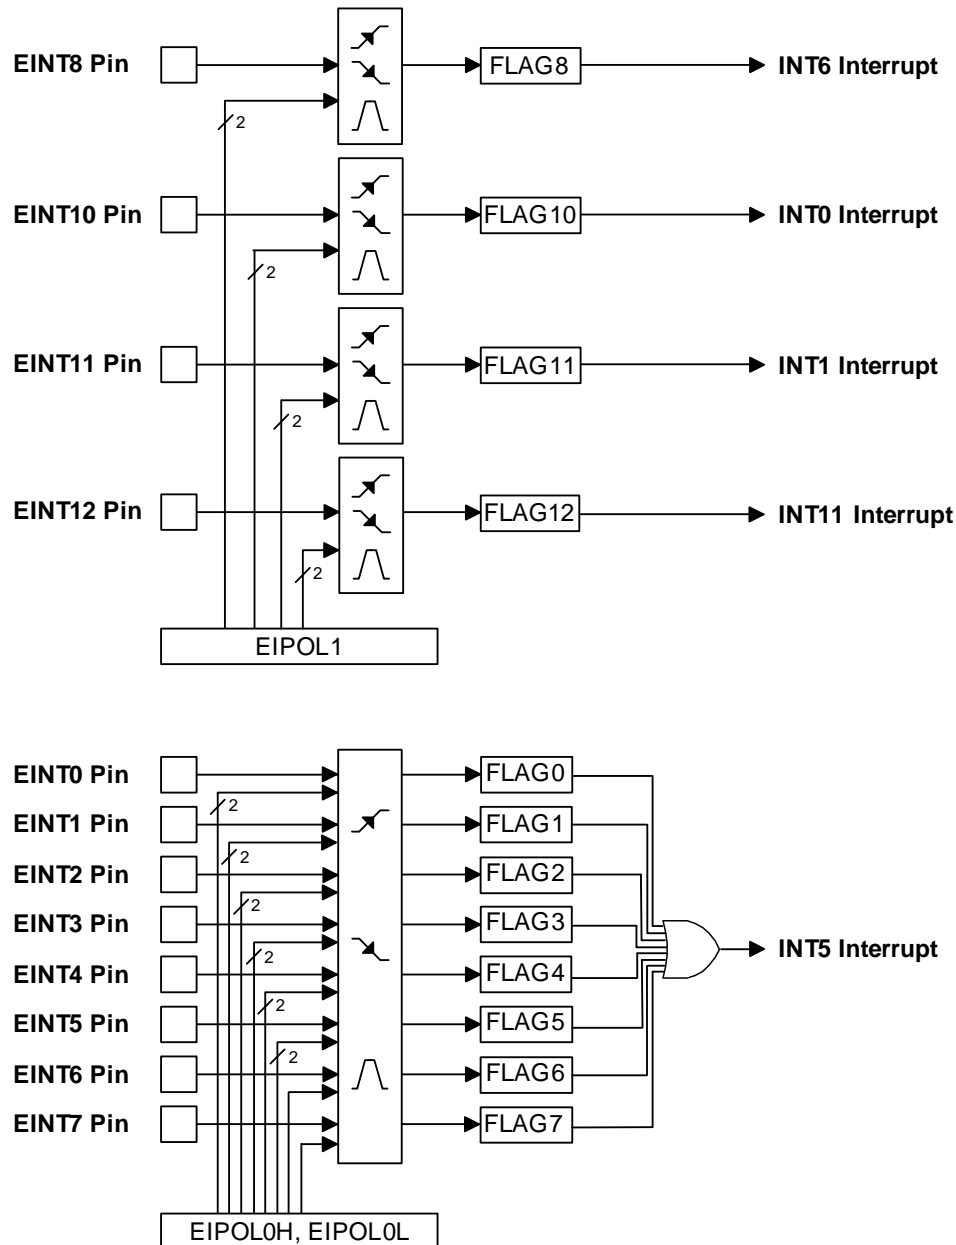 EINT8 Pin FLAG8 INT6 Interrupt
2
EINT10 Pin FLAG10 INT0 Interrupt
2
EINT11 Pin FLAG11 INT1 Interrupt
2
EINT12 Pin FLAG12 INT11 Interrupt
2
EIPOL1
EINT0 Pin FLAG0
2
EINT1 Pin FLAG1
2
EINT2 Pin FLAG2
2
EINT3 Pin FLAG3
2
INT5 Interrupt
EINT4 Pin FLAG4
2
EINT5 Pin FLAG5
2
EINT6 Pin FLAG6
EINT7 Pin FLAG7
EIPOL0H, EIPOL0L